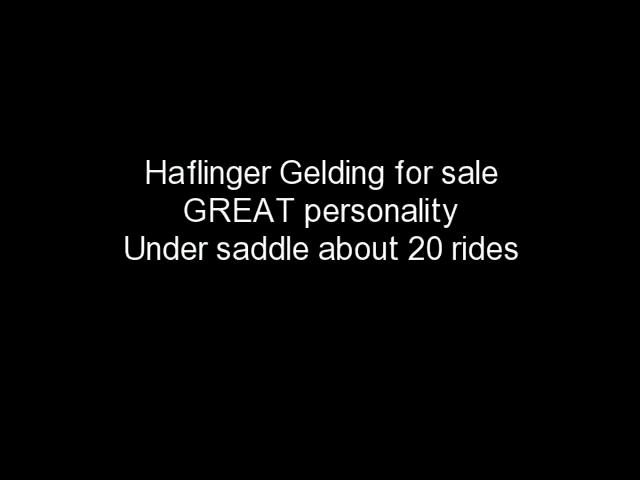 Haflinger Gelding for sale
GREAT personality
Under saddle about 20 rides